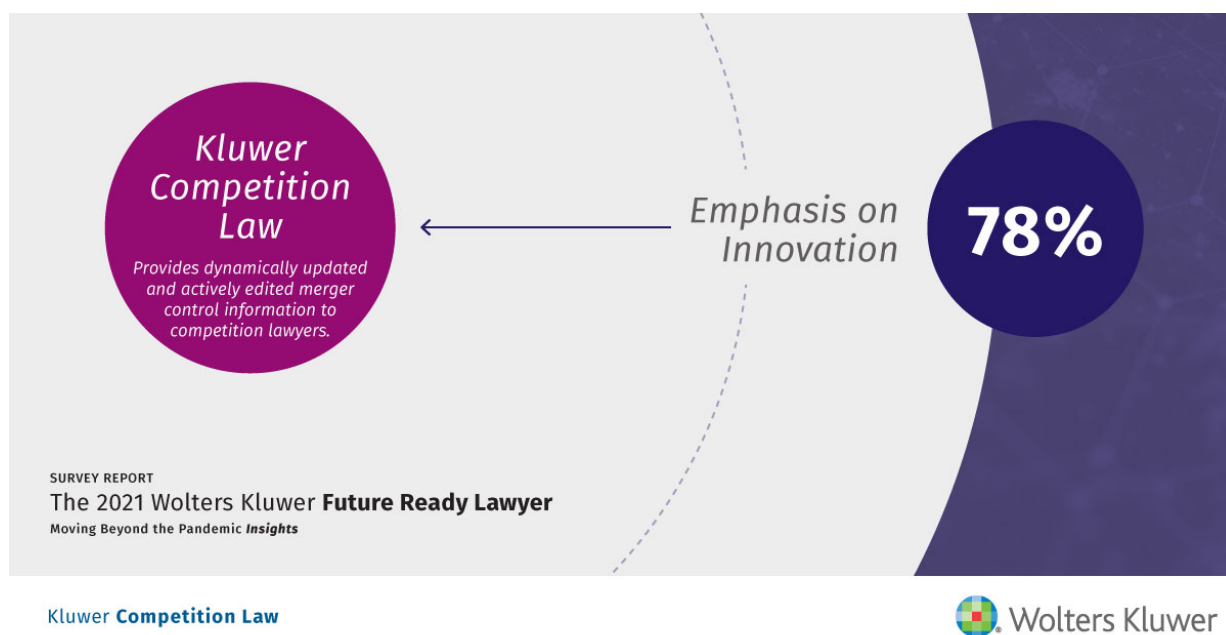 Kluwer
Competition
Law
Provides dynamically updated
and actively edited merger
control information to
competition lawyers.
Emphasis on
Innovation
78%
SURVEY REPORT
The 2021 Wolters Kluwer Future Ready Lawyer
Moving Beyond the Pandemic Insights
Kluwer Competition Law
Wolters Kluwer